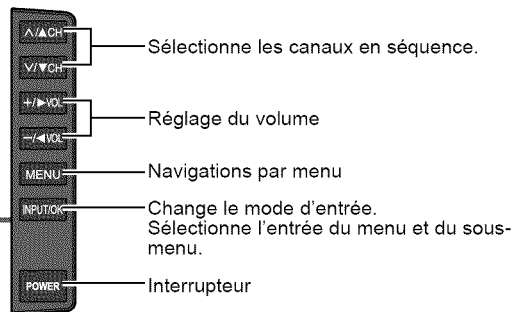 ∧/▲CH
Sélectionne les canaux en séquence.
∨/▼CH
+/►VOL
Réglage du volume
−/◄VOL
MENU
Navigations par menu
INPUT/OK
Change le mode d'entrée.
Sélectionne l'entrée du menu et du sous-
menu.
POWER
Interrupteur